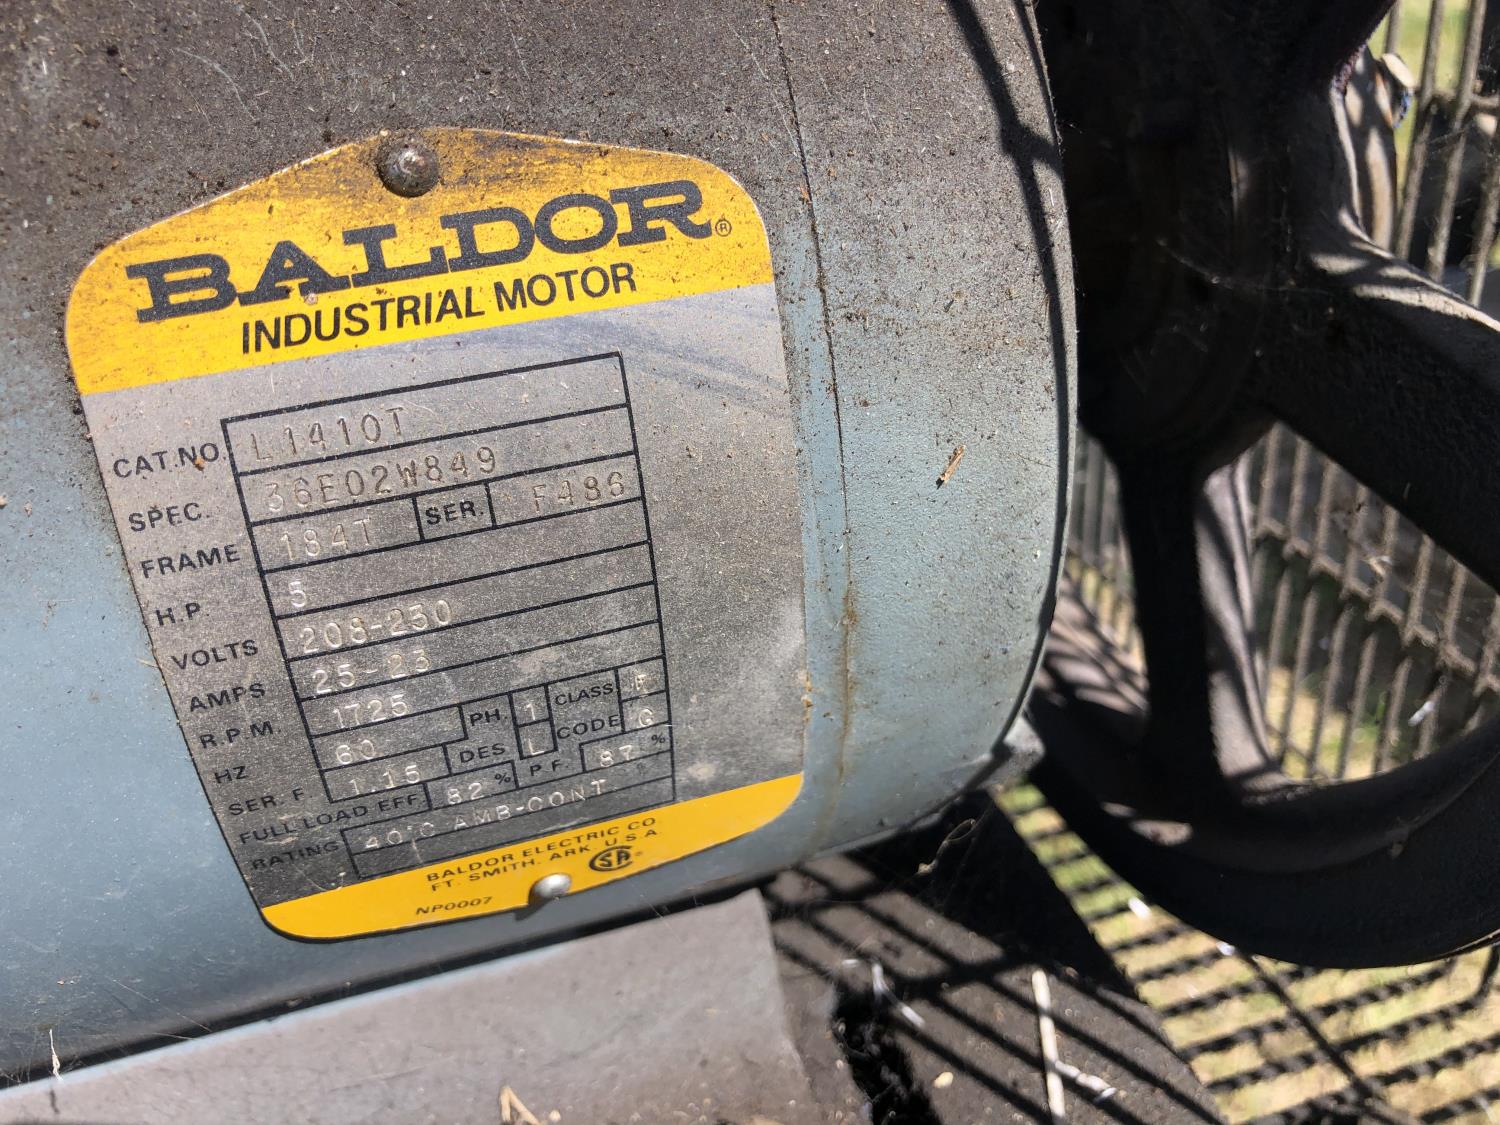 BALDOR ®
INDUSTRIAL MOTOR
CAT.NO. L1410T
SPEC. 36E02W849
FRAME 184T SER. F486
H.P. 5
VOLTS 208-230
AMPS 25-23
R.P.M. 1725
HZ 60 PH. 1 CLASS F
SER. F. 1.15 DES L CODE G
FULL LOAD EFF. 82 % P.F. 87 %
RATING 40°C AMB-CONT
BALDOR ELECTRIC CO.
FT. SMITH, ARK. U.S.A.
NP0007